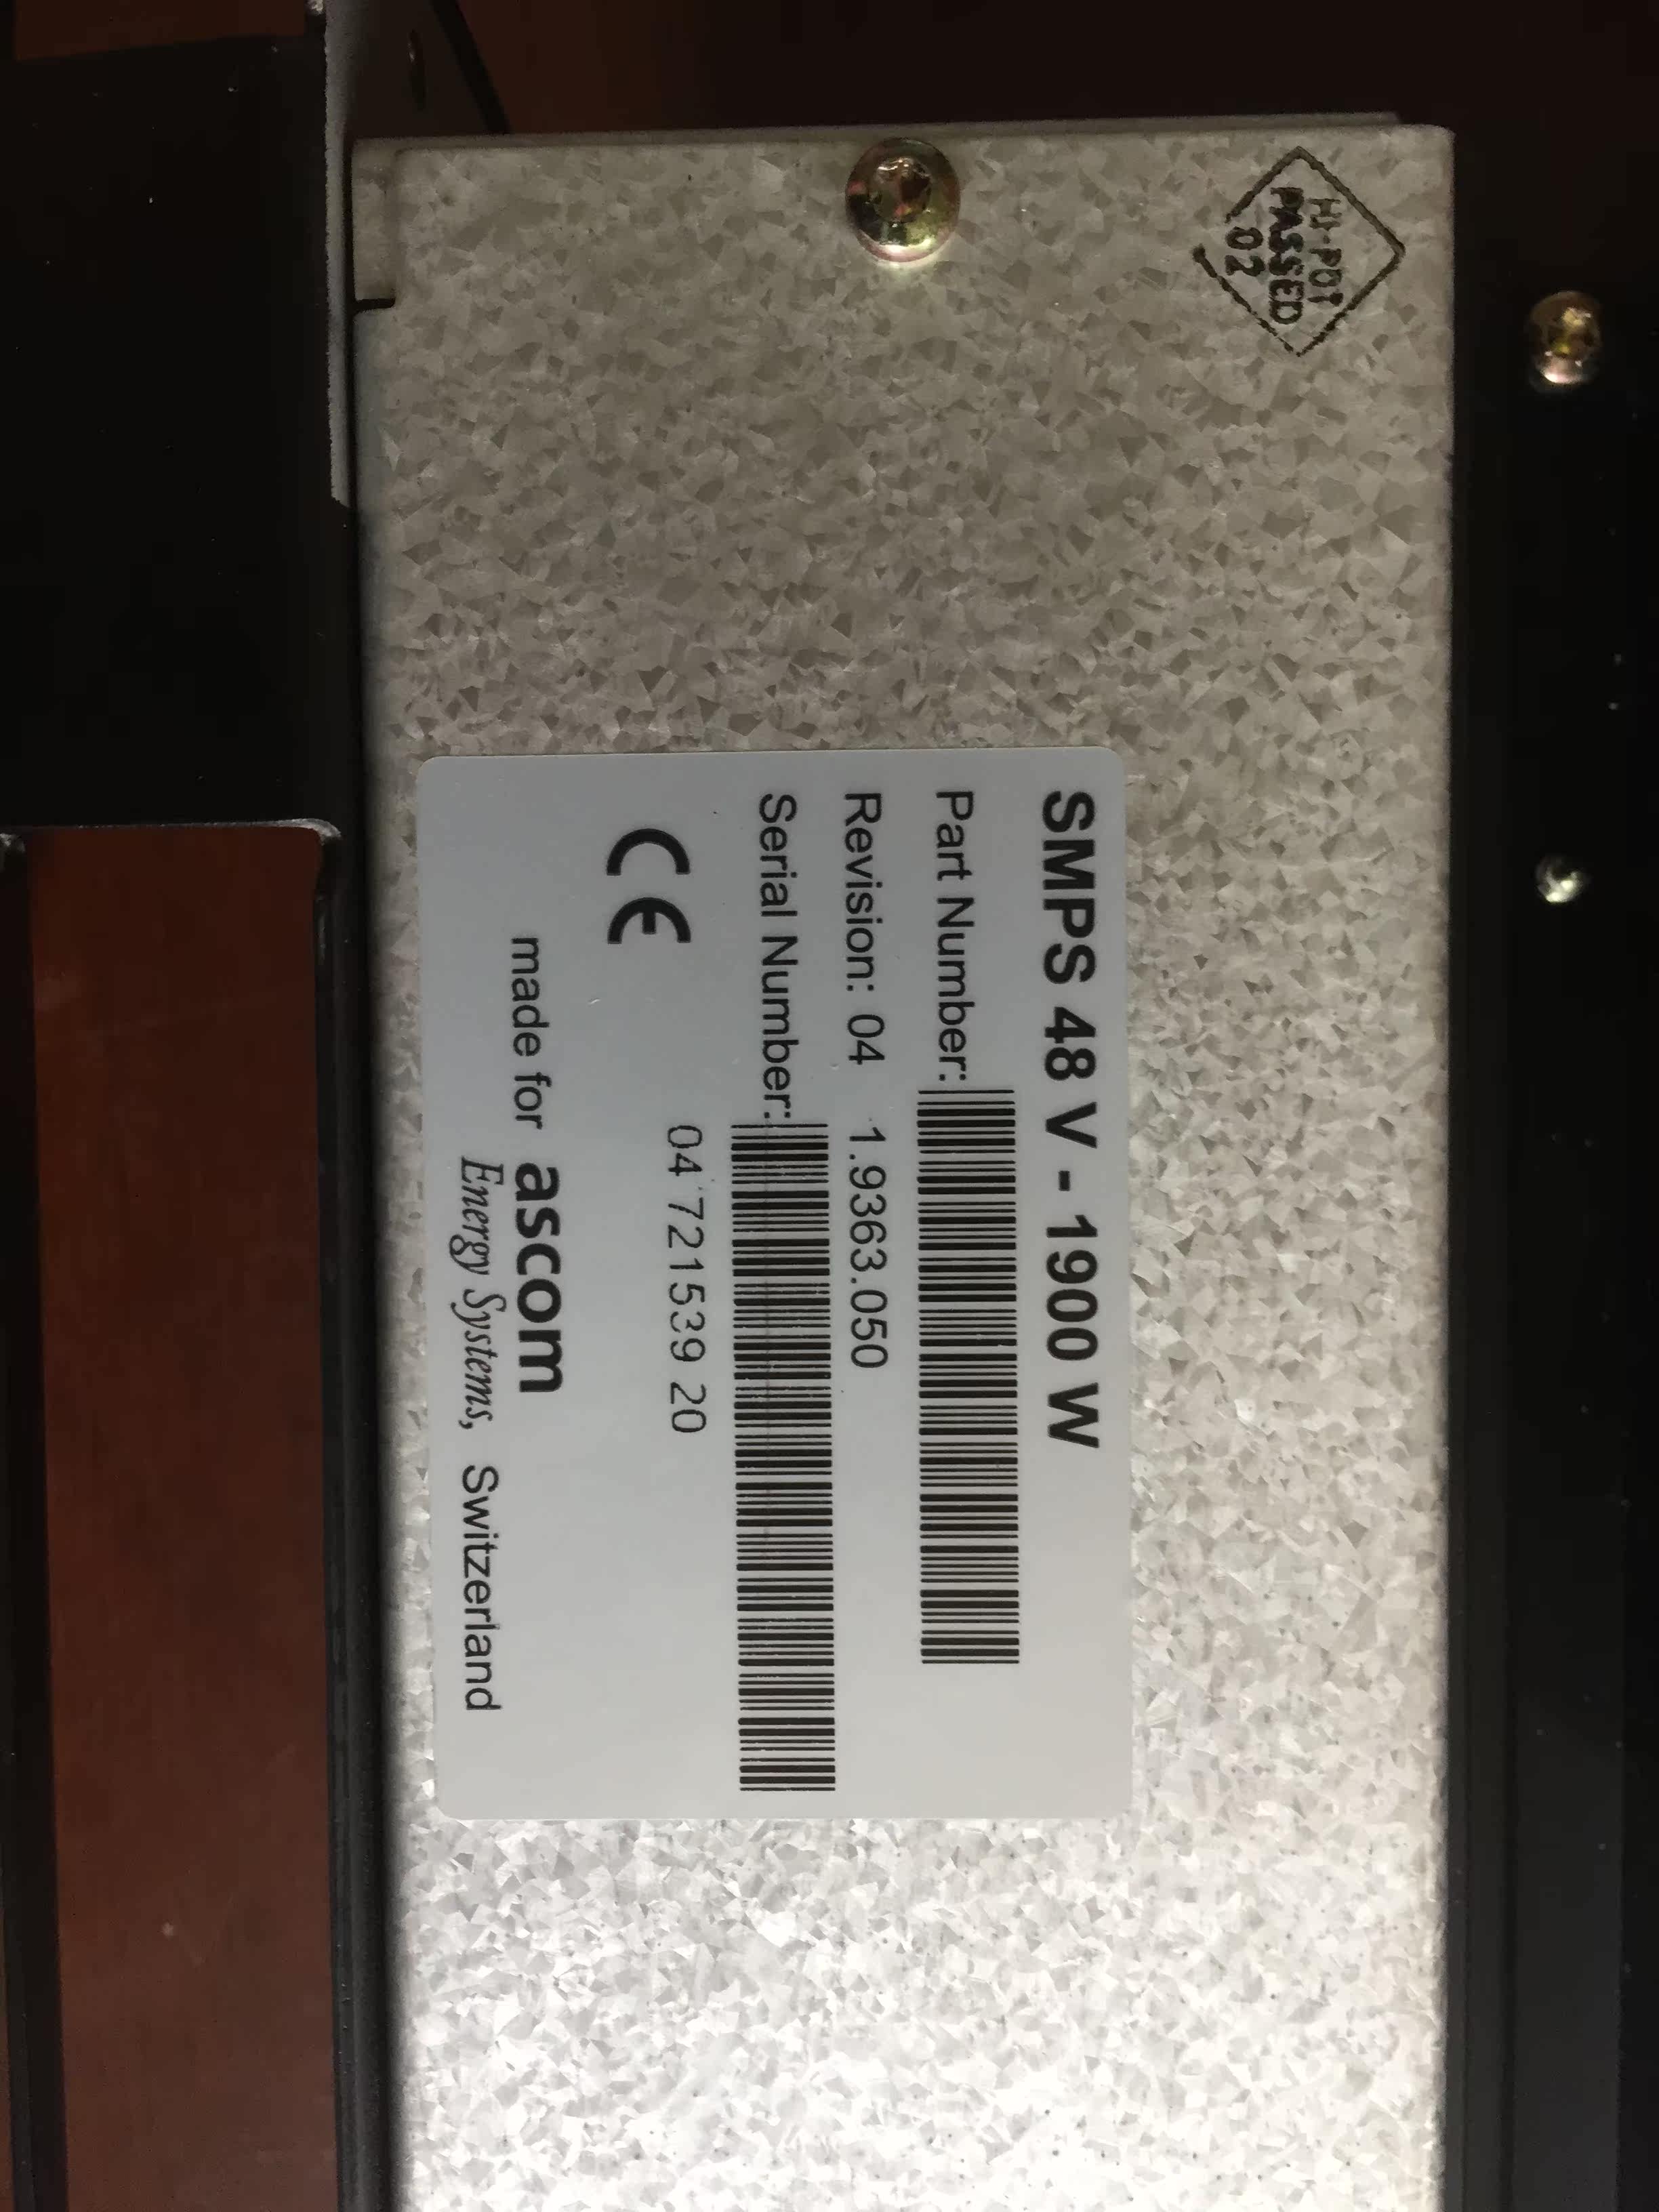 HI-POT
PASSED
02
SMPS 48 V - 1900 W
Part Number:
Revision: 04 1.9363.050
Serial Number:
04 721539 20
CE
made for ascom
Energy Systems, Switzerland